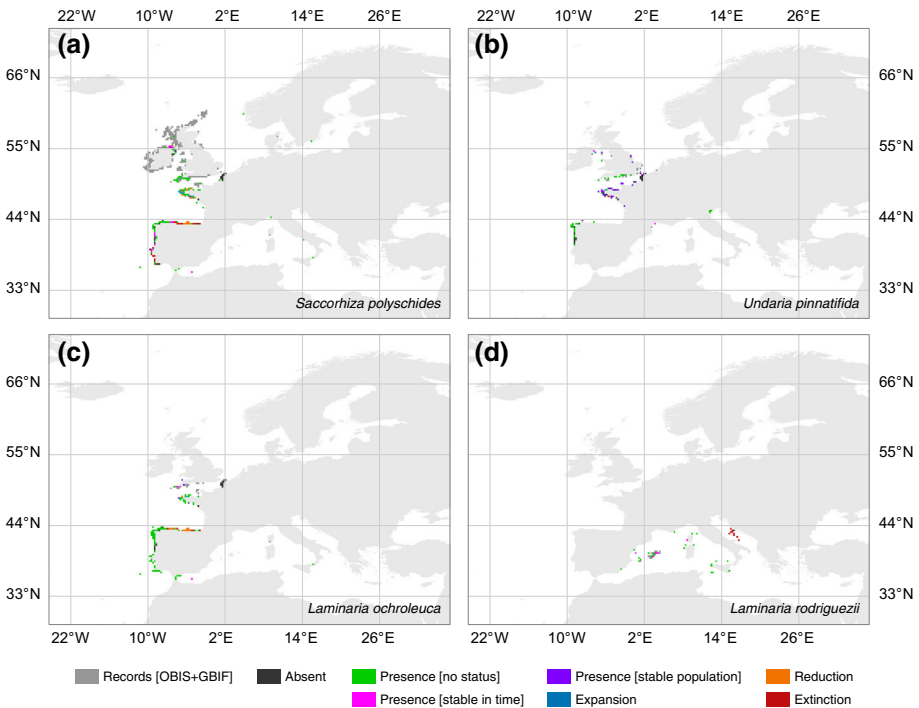 22°W 10°W 2°E 14°E 26°E 22°W 10°W 2°E 14°E 26°E
(a) (b)
66°N 66°N
55°N 55°N
44°N 44°N
33°N 33°N
Saccorhiza polyschides Undaria pinnatifida
(c) (d)
66°N 66°N
55°N 55°N
44°N 44°N
33°N 33°N
Laminaria ochroleuca Laminaria rodriguezii
22°W 10°W 2°E 14°E 26°E 22°W 10°W 2°E 14°E 26°E
Records [OBIS+GBIF] Absent Presence [no status] Presence [stable population] Reduction
Presence [stable in time] Expansion Extinction